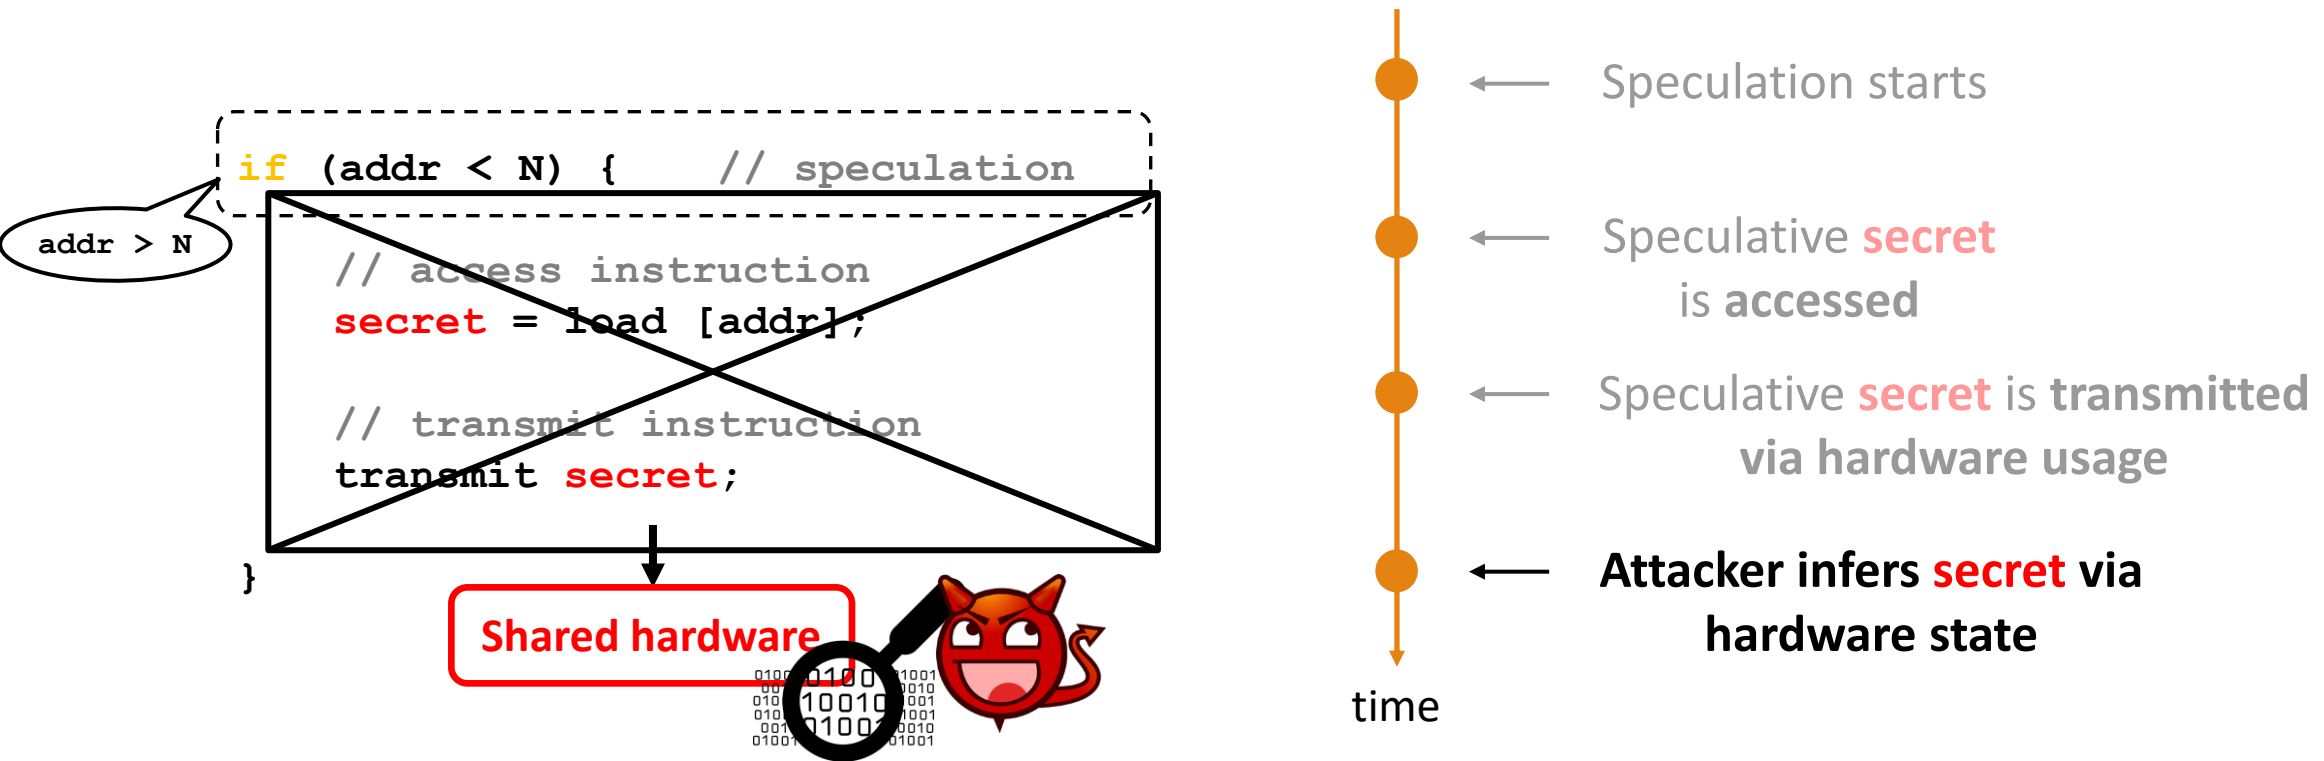 if (addr < N) { // speculation
addr > N
// access instruction
secret = load [addr];
// transmit instruction
transmit secret;
}
Shared hardware
Speculation starts
Speculative secret
is accessed
Speculative secret is transmitted
via hardware usage
Attacker infers secret via
hardware state
time